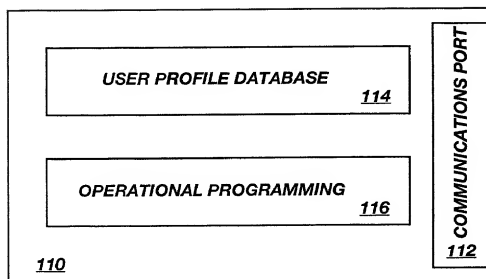 USER PROFILE DATABASE
114
OPERATIONAL PROGRAMMING
116
110
COMMUNICATIONS PORT
112